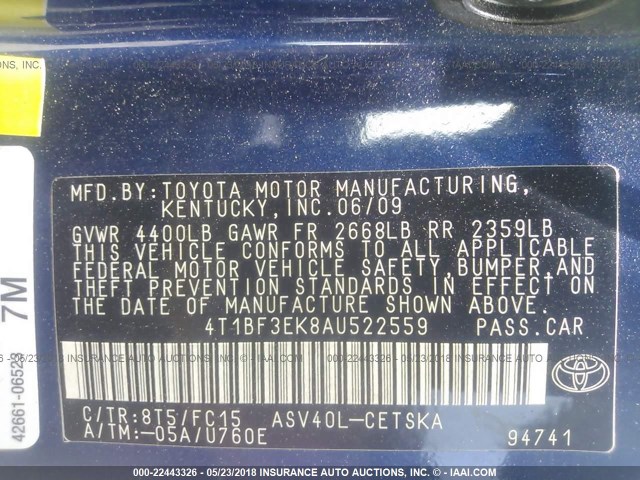 MFD. BY: TOYOTA MOTOR MANUFACTURING,
KENTUCKY, INC. 06/09
GVWR 4400LB GAWR FR 2668LB RR 2359LB
THIS VEHICLE CONFORMS TO ALL APPLICABLE
FEDERAL MOTOR VEHICLE SAFETY, BUMPER, AND
THEFT PREVENTION STANDARDS IN EFFECT ON
THE DATE OF MANUFACTURE SHOWN ABOVE.
4T1BF3EK8AU522559 PASS. CAR
C/TR: 8T5/FC15 ASV40L-CETSKA
A/TM: -05A/U760E
94741
7M
42661-0652
000-22443326 - 05/23/2018 INSURANCE AUTO AUCTIONS, INC. - © - IAAI.COM